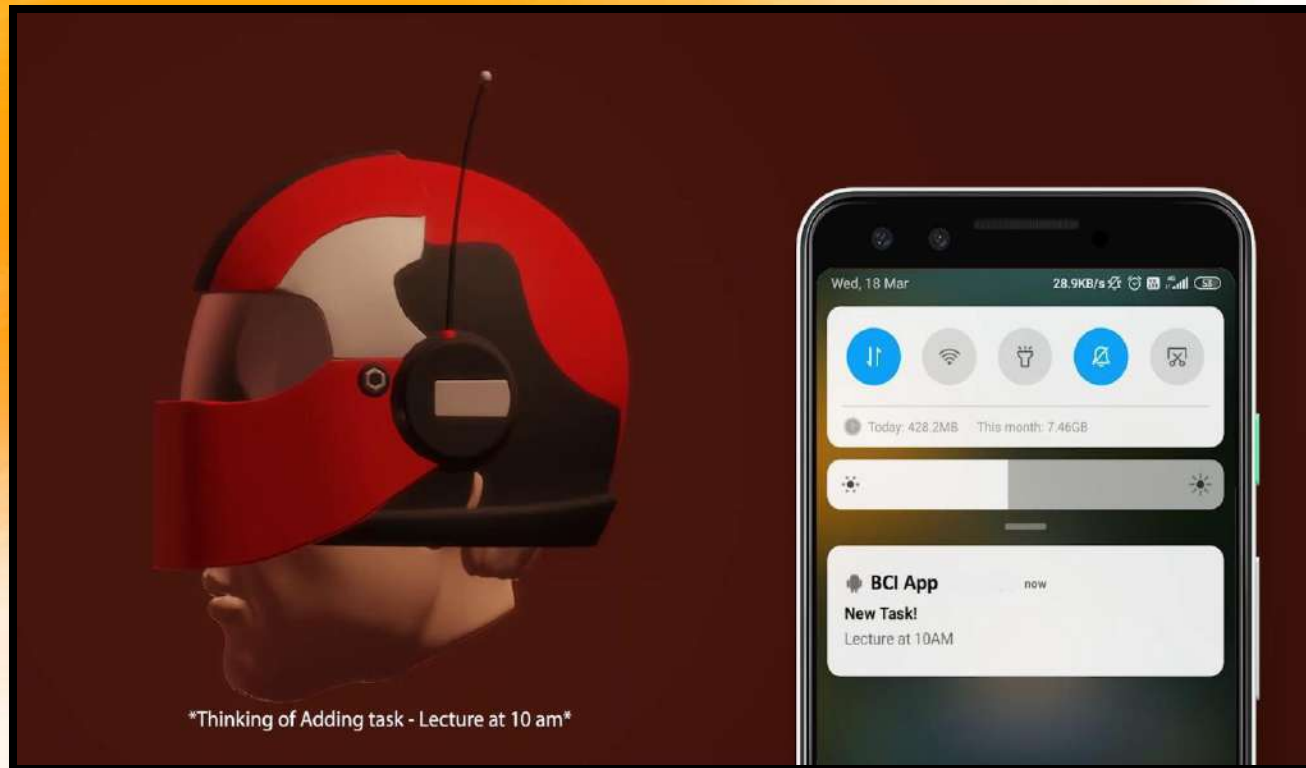 *Thinking of Adding task - Lecture at 10 am*
Wed, 18 Mar
28.9KB/s
58
Today: 428.2MB This month: 7.46GB
BCI App now
New Task!
Lecture at 10AM